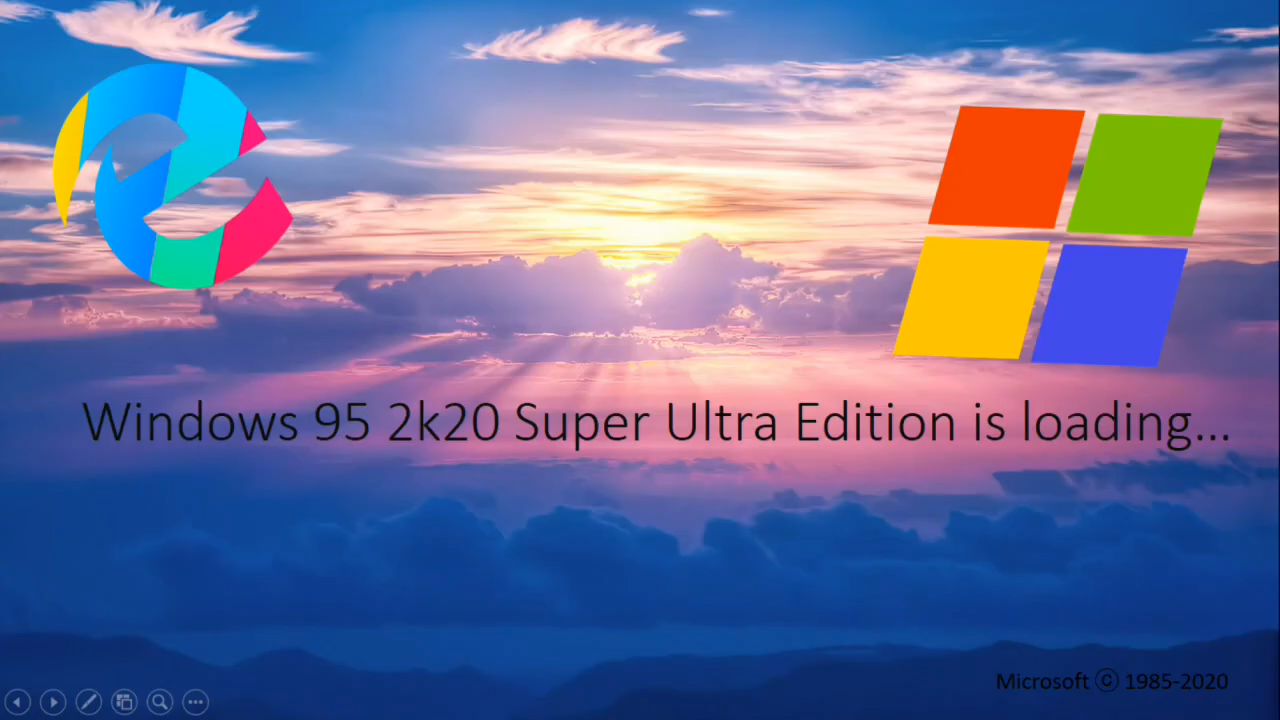 Windows 95 2k20 Super Ultra Edition is loading...
Microsoft ⓒ 1985-2020